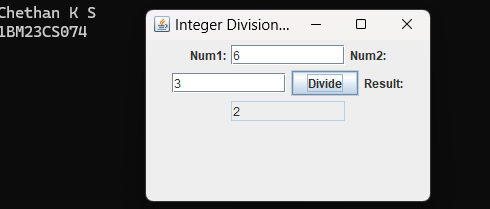 Chethan K S
1BM23CS074
Integer Division...
Num1: 6 Num2:
3 Divide Result:
2